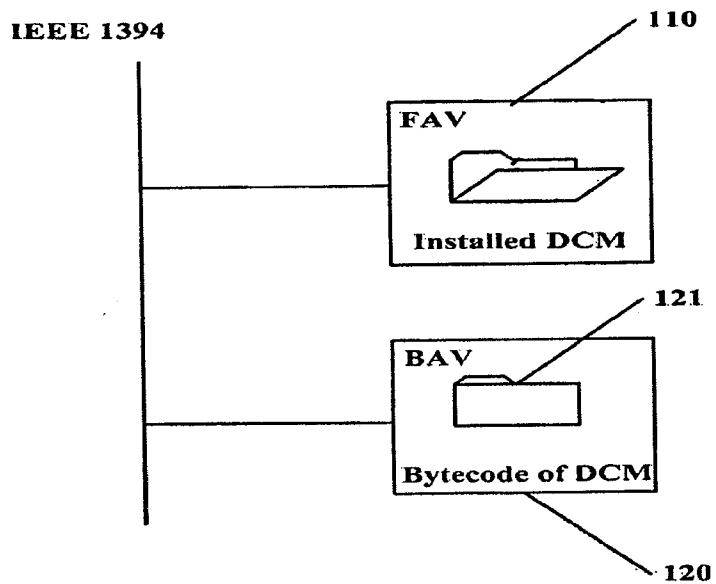 IEEE 1394
110
FAV
Installed DCM
121
BAV
Bytecode of DCM
120